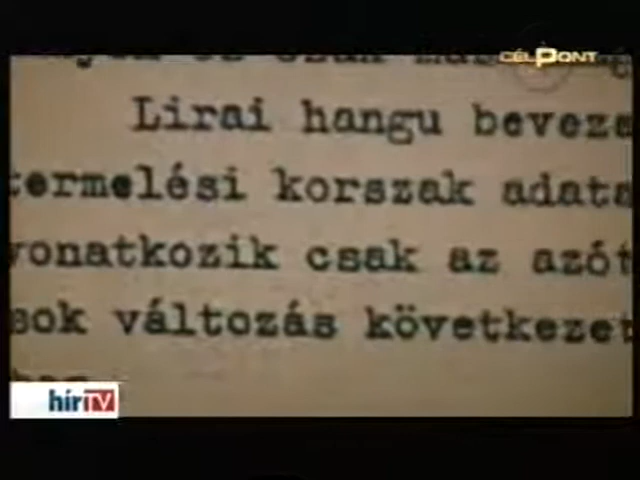 CÉLPONT
Lirai hangu beveze
termelési korszak adata
vonatkozik csak az azót
sok változás következet
hírTV